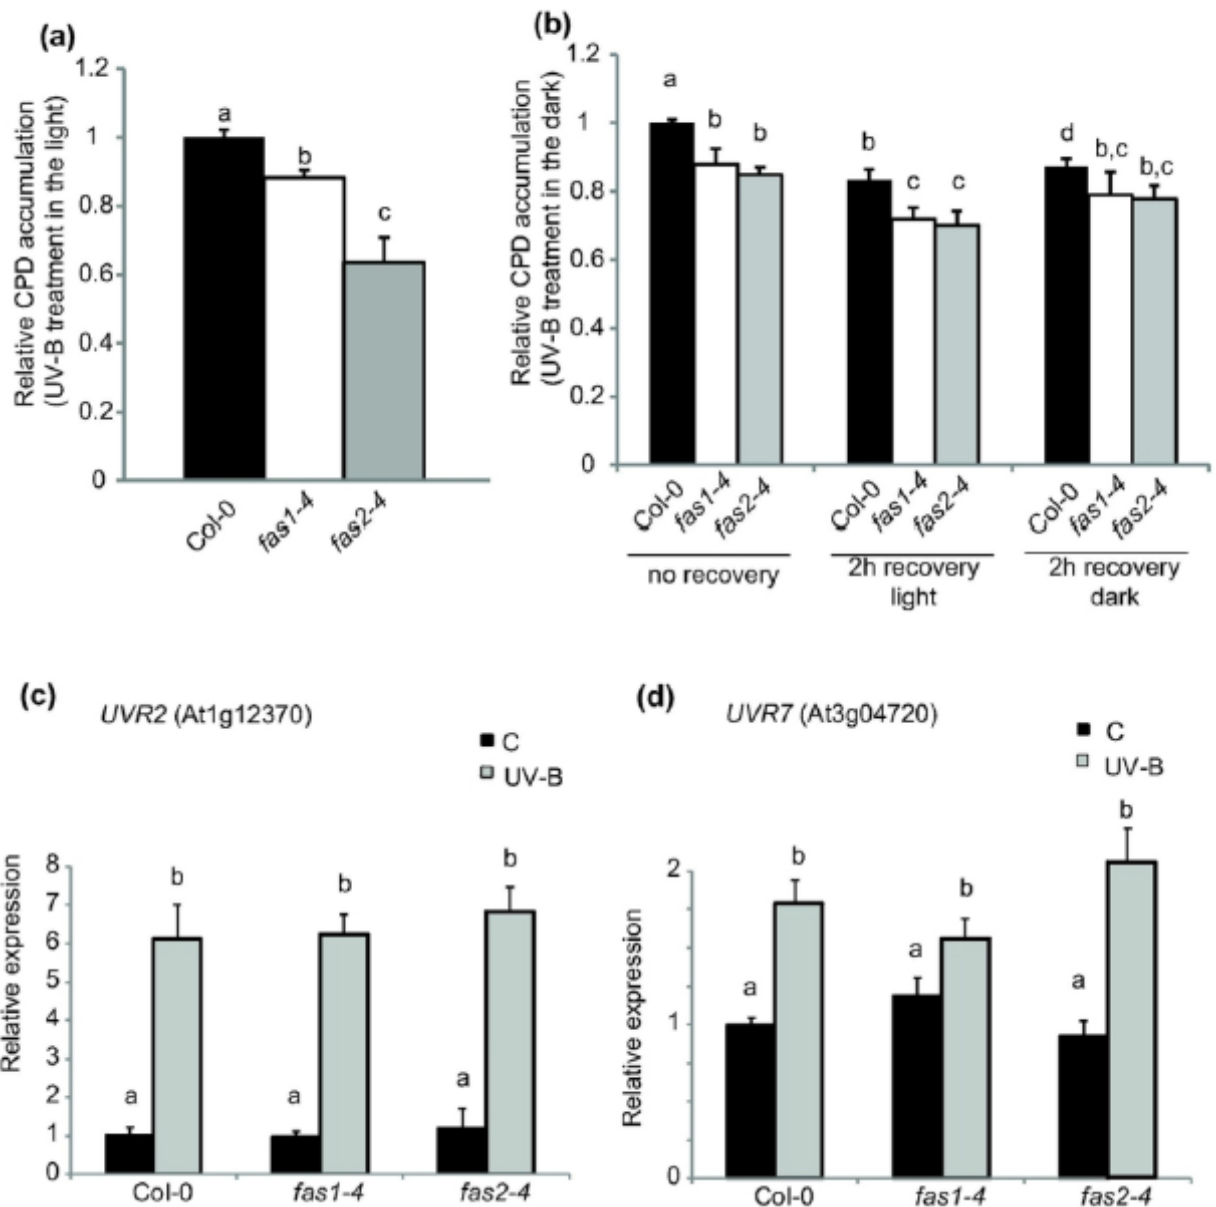 (a)
Relative CPD accumulation
(UV-B treatment in the light)
1.2
1
0.8
0.6
0.4
0.2
0
a
b
c
Col-0
fas1-4
fas2-4
(b)
Relative CPD accumulation
(UV-B treatment in the dark)
1.2
1
0.8
0.6
0.4
0.2
0
a
b
b
b
c
c
d
b,c
b,c
Col-0
fas1-4
fas2-4
Col-0
fas1-4
fas2-4
Col-0
fas1-4
fas2-4
no recovery
2h recovery
light
2h recovery
dark
(c)
UVR2 (At1g12370)
C
UV-B
Relative expression
8
7
6
5
4
3
2
1
0
a
b
a
b
a
b
Col-0
fas1-4
fas2-4
(d)
UVR7 (At3g04720)
C
UV-B
Relative expression
2
1
0
a
b
a
b
a
b
Col-0
fas1-4
fas2-4